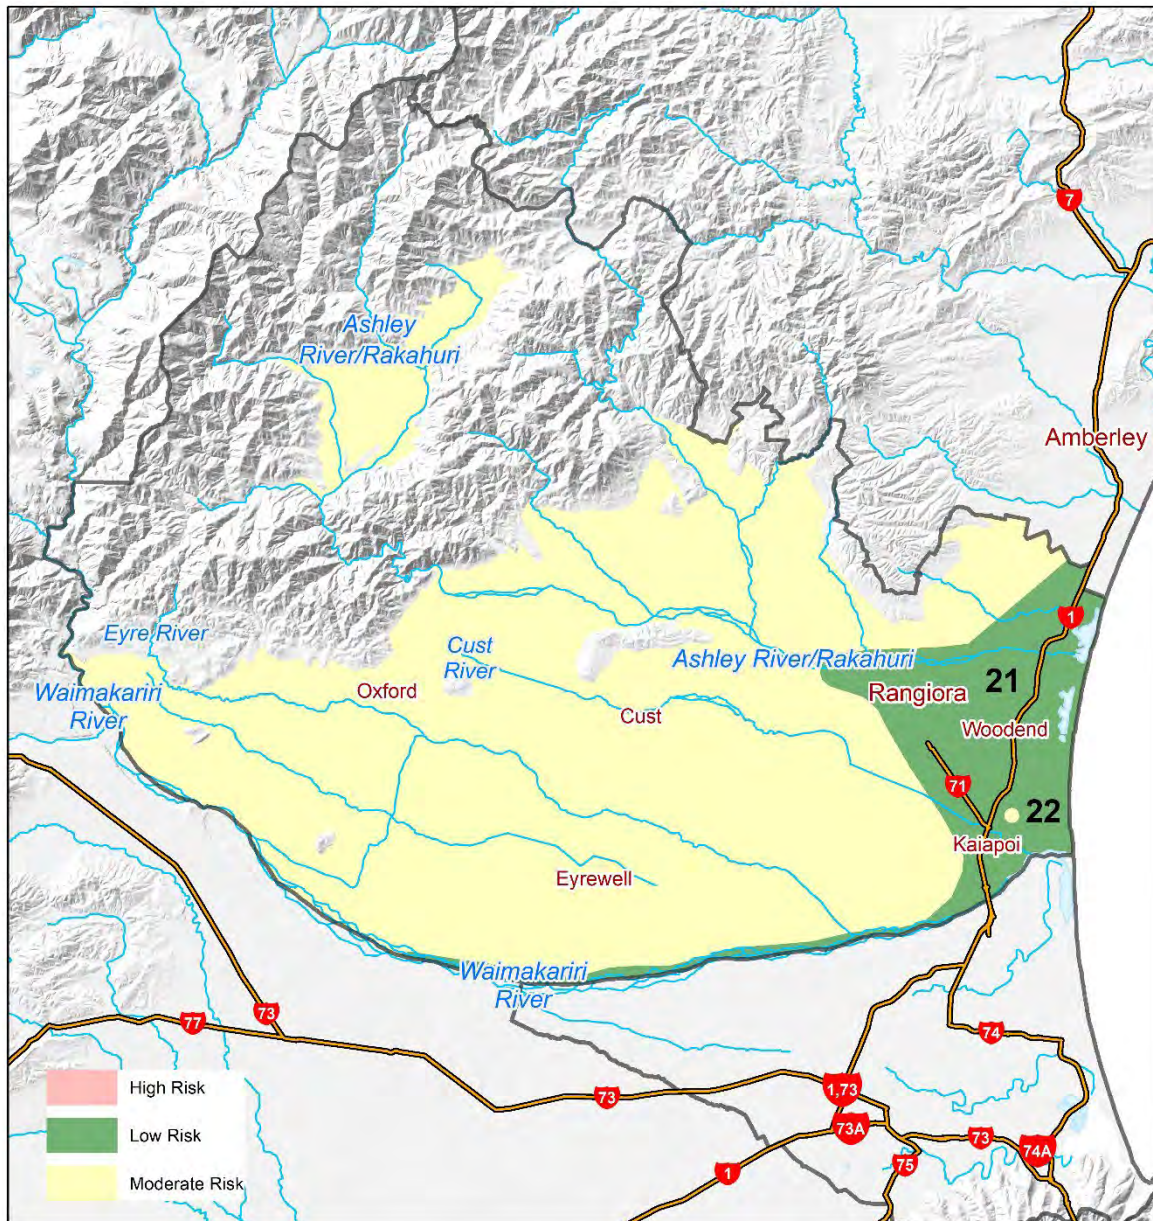 7
Ashley
River/Rakahuri
Amberley
1
Eyre River
Cust
River
Ashley River/Rakahuri
Waimakariri
River
Oxford
Rangiora
21
Cust
Woodend
71
22
Kaiapoi
Eyrewell
Waimakariri
River
77
73
74
High Risk
73
1,73
Low Risk
73A
73
74A
75
1
Moderate Risk